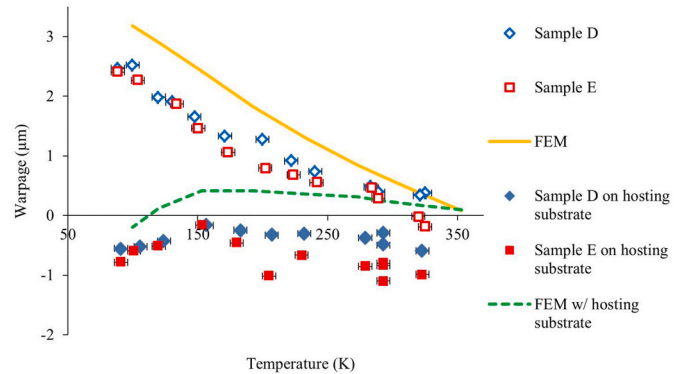 3
2
1
0
-1
-2
50
150
250
350
Warpage (µm)
Temperature (K)
Sample D
Sample E
FEM
Sample D on hosting
substrate
Sample E on hosting
substrate
FEM w/ hosting
substrate